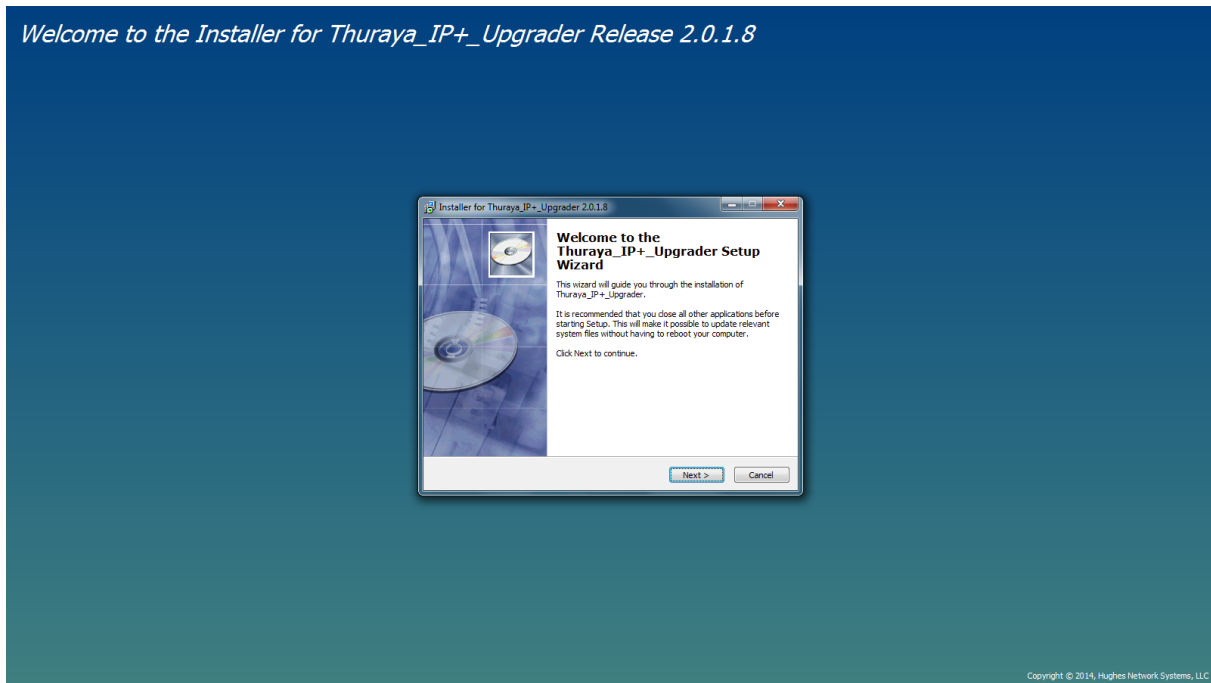 Welcome to the Installer for Thuraya_IP+_Upgrader Release 2.0.1.8
Installer for Thuraya_IP+_Upgrader 2.0.1.8
Welcome to the
Thuraya_IP+_Upgrader Setup
Wizard
This wizard will guide you through the installation of
Thuraya_IP+_Upgrader.
It is recommended that you close all other applications before
starting Setup. This will make it possible to update relevant
system files without having to reboot your computer.
Click Next to continue.
Next >
Cancel
Copyright © 2014, Hughes Network Systems, LLC